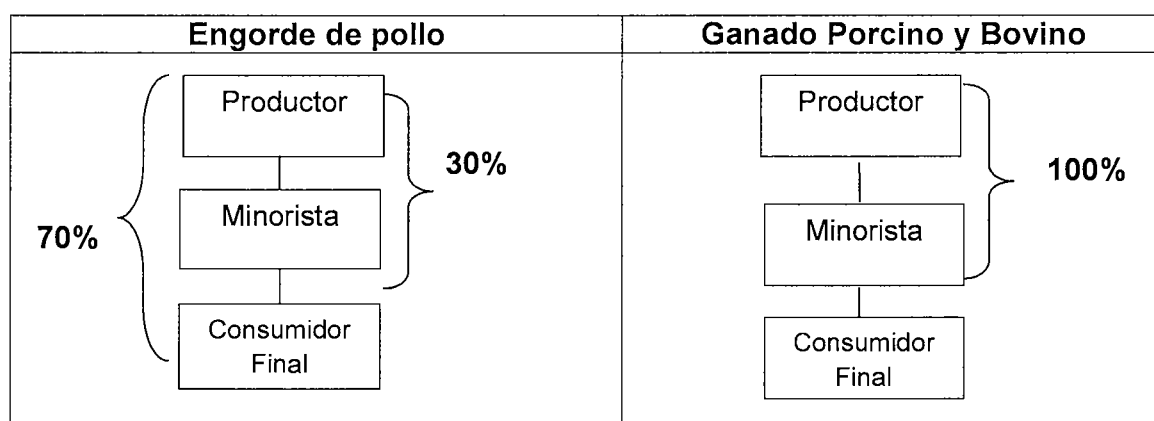 Engorde de pollo
Productor
30%
Minorista
70%
Consumidor
Final
Ganado Porcino y Bovino
Productor
100%
Minorista
Consumidor
Final